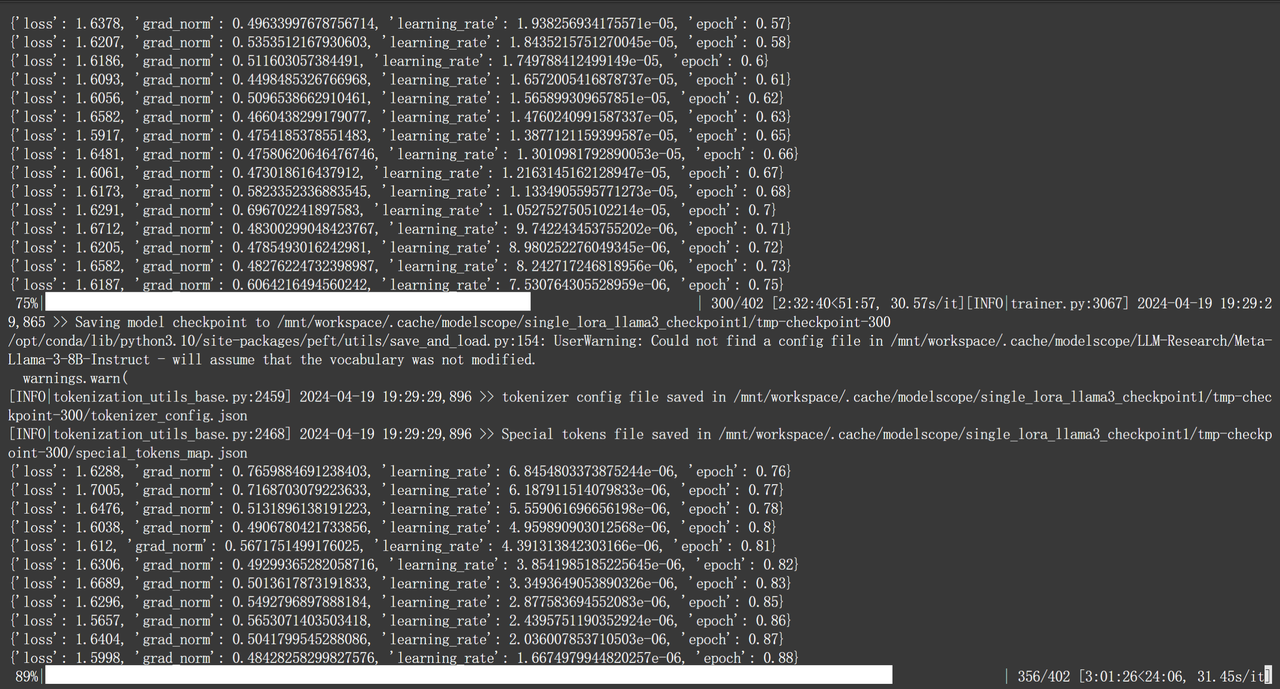 {'loss': 1.6378, 'grad_norm': 0.49633997678756714, 'learning_rate': 1.938256934175571e-05, 'epoch': 0.57}
{'loss': 1.6207, 'grad_norm': 0.5353512167930603, 'learning_rate': 1.8435215751270045e-05, 'epoch': 0.58}
{'loss': 1.6186, 'grad_norm': 0.511603057384491, 'learning_rate': 1.749788412499149e-05, 'epoch': 0.6}
{'loss': 1.6093, 'grad_norm': 0.4498485326766968, 'learning_rate': 1.6572005416878737e-05, 'epoch': 0.61}
{'loss': 1.6056, 'grad_norm': 0.5096538662910461, 'learning_rate': 1.565899309657851e-05, 'epoch': 0.62}
{'loss': 1.6582, 'grad_norm': 0.4660438299179077, 'learning_rate': 1.4760240991587337e-05, 'epoch': 0.63}
{'loss': 1.5917, 'grad_norm': 0.4754185378551483, 'learning_rate': 1.3877121159399587e-05, 'epoch': 0.65}
{'loss': 1.6481, 'grad_norm': 0.47580620646476746, 'learning_rate': 1.3010981792890053e-05, 'epoch': 0.66}
{'loss': 1.6061, 'grad_norm': 0.473018616437912, 'learning_rate': 1.2163145162128947e-05, 'epoch': 0.67}
{'loss': 1.6173, 'grad_norm': 0.5823352336883545, 'learning_rate': 1.1334905595771273e-05, 'epoch': 0.68}
{'loss': 1.6291, 'grad_norm': 0.696702241897583, 'learning_rate': 1.0527527505102214e-05, 'epoch': 0.7}
{'loss': 1.6712, 'grad_norm': 0.48300299048423767, 'learning_rate': 9.742243453755202e-06, 'epoch': 0.71}
{'loss': 1.6205, 'grad_norm': 0.4785493016242981, 'learning_rate': 8.980252276049345e-06, 'epoch': 0.72}
{'loss': 1.6582, 'grad_norm': 0.48276224732398987, 'learning_rate': 8.242717246818956e-06, 'epoch': 0.73}
{'loss': 1.6187, 'grad_norm': 0.6064216494560242, 'learning_rate': 7.530764305528959e-06, 'epoch': 0.75}
75%| | 300/402 [2:32:40<51:57, 30.57s/it][INFO|trainer.py:3067] 2024-04-19 19:29:2
9,865 >> Saving model checkpoint to /mnt/workspace/.cache/modelscope/single_lora_llama3_checkpoint1/tmp-checkpoint-300
/opt/conda/lib/python3.10/site-packages/peft/utils/save_and_load.py:154: UserWarning: Could not find a config file in /mnt/workspace/.cache/modelscope/LLM-Research/Meta-
Llama-3-8B-Instruct - will assume that the vocabulary was not modified.
warnings.warn(
[INFO|tokenization_utils_base.py:2459] 2024-04-19 19:29:29,896 >> tokenizer config file saved in /mnt/workspace/.cache/modelscope/single_lora_llama3_checkpoint1/tmp-chec
kpoint-300/tokenizer_config.json
[INFO|tokenization_utils_base.py:2468] 2024-04-19 19:29:29,896 >> Special tokens file saved in /mnt/workspace/.cache/modelscope/single_lora_llama3_checkpoint1/tmp-checkp
oint-300/special_tokens_map.json
{'loss': 1.6288, 'grad_norm': 0.7659884691238403, 'learning_rate': 6.8454803373875244e-06, 'epoch': 0.76}
{'loss': 1.7005, 'grad_norm': 0.7168703079223633, 'learning_rate': 6.187911514079833e-06, 'epoch': 0.77}
{'loss': 1.6476, 'grad_norm': 0.5131896138191223, 'learning_rate': 5.559061696656198e-06, 'epoch': 0.78}
{'loss': 1.6038, 'grad_norm': 0.4906780421733856, 'learning_rate': 4.959890903012568e-06, 'epoch': 0.8}
{'loss': 1.612, 'grad_norm': 0.5671751499176025, 'learning_rate': 4.391313842303166e-06, 'epoch': 0.81}
{'loss': 1.6306, 'grad_norm': 0.49299365282058716, 'learning_rate': 3.8541985185225645e-06, 'epoch': 0.82}
{'loss': 1.6689, 'grad_norm': 0.5013617873191833, 'learning_rate': 3.3493649053890326e-06, 'epoch': 0.83}
{'loss': 1.6296, 'grad_norm': 0.5492796897888184, 'learning_rate': 2.877583694552083e-06, 'epoch': 0.85}
{'loss': 1.5657, 'grad_norm': 0.5653071403503418, 'learning_rate': 2.4395751190352924e-06, 'epoch': 0.86}
{'loss': 1.6404, 'grad_norm': 0.5041799545288086, 'learning_rate': 2.036007853710503e-06, 'epoch': 0.87}
{'loss': 1.5998, 'grad_norm': 0.48428258299827576, 'learning_rate': 1.6674979944820257e-06, 'epoch': 0.88}
89%| | 356/402 [3:01:26<24:06, 31.45s/it]